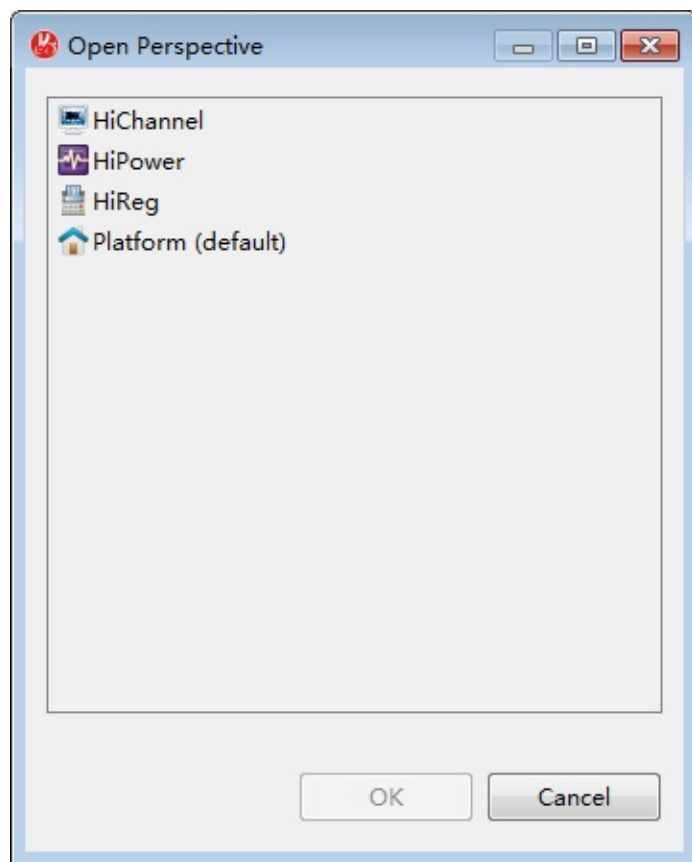 Open Perspective
HiChannel
HiPower
HiReg
Platform (default)
OK
Cancel